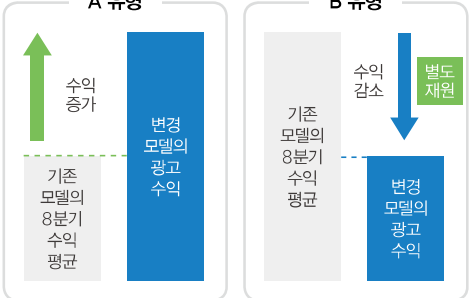 A 유형
수익
증가
변경
모델의
광고
수익
기존
모델의
8분기
수익
평균
B 유형
기존
모델의
8분기
수익
평균
수익
감소
별도
재원
변경
모델의
광고
수익